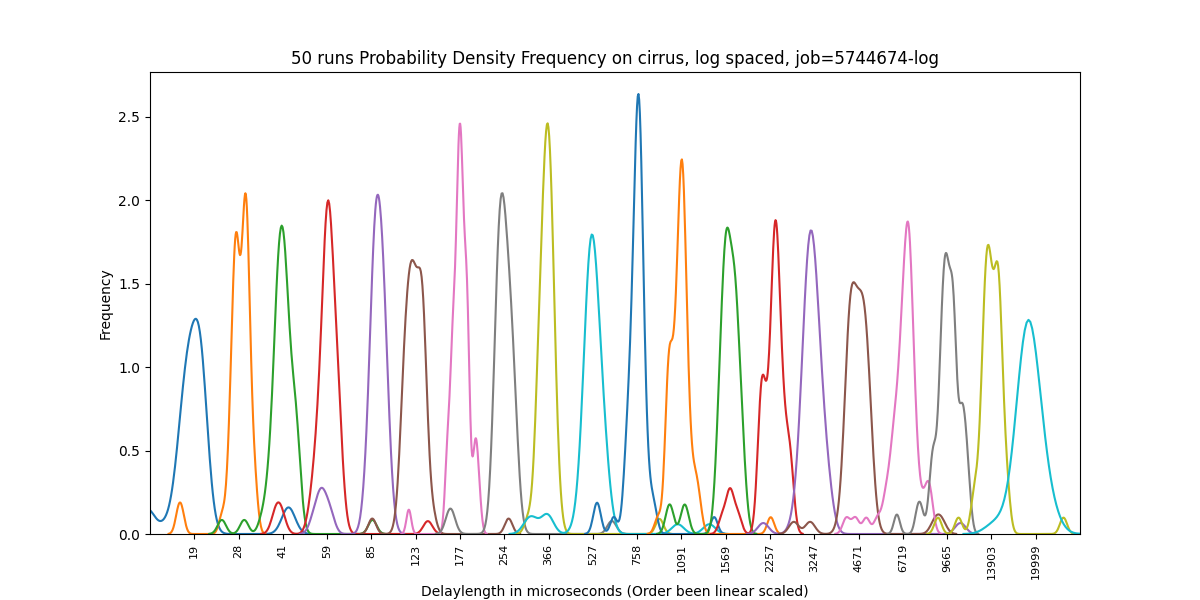 50 runs Probability Density Frequency on cirrus, log spaced, job=5744674-log
Frequency
2.5
2.0
1.5
1.0
0.5
0.0
19 28 41 59 85 123 177 254 366 527 758 1091 1569 2257 3247 4671 6719 9665 13903 19999
Delaylength in microseconds (Order been linear scaled)